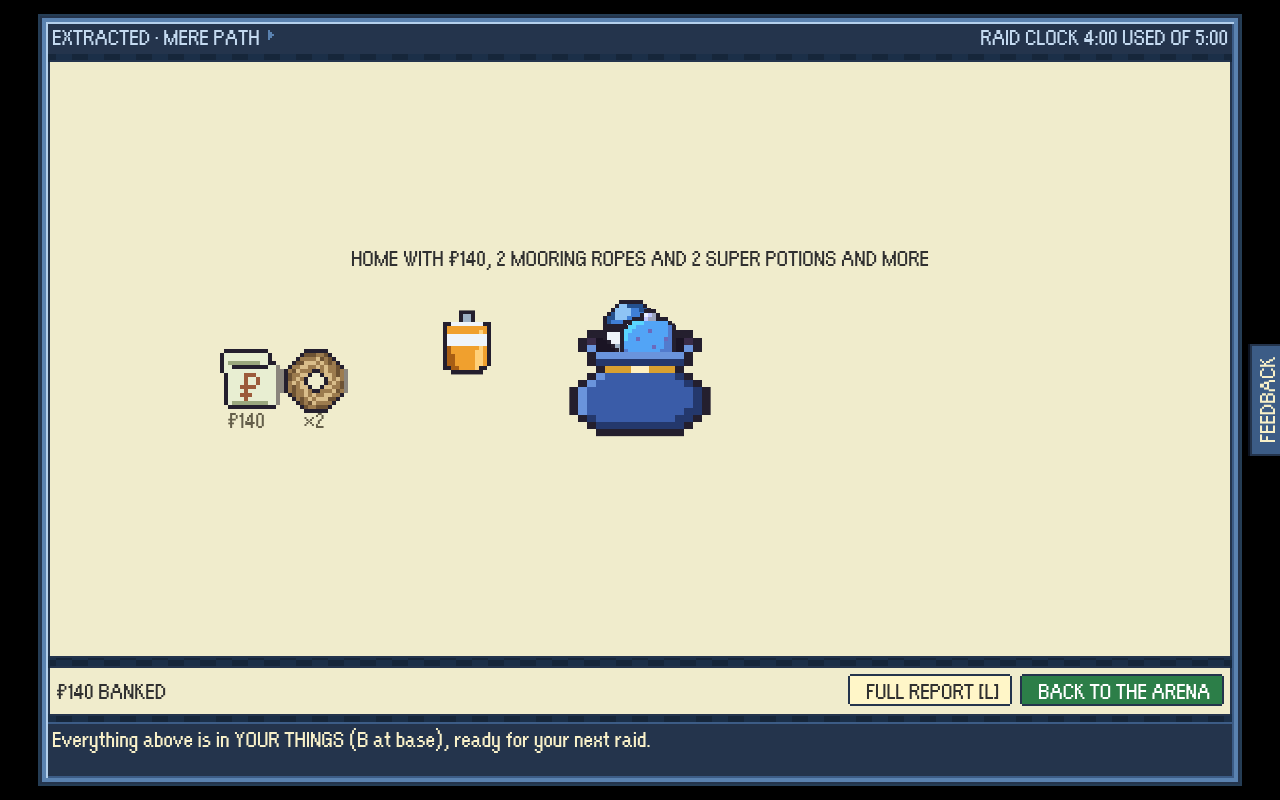 EXTRACTED · MERE PATH
RAID CLOCK 4:00 USED OF 5:00
HOME WITH ₽140, 2 MOORING ROPES AND 2 SUPER POTIONS AND MORE
₽
₽140
×2
FEEDBACK
₽140 BANKED
FULL REPORT [L]
BACK TO THE ARENA
Everything above is in YOUR THINGS (B at base), ready for your next raid.